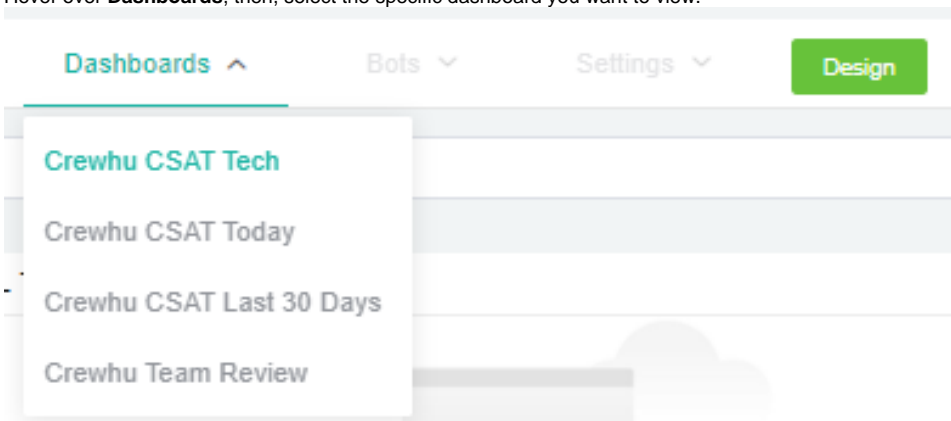 Hover over Dashboards, then, select the specific dashboard you want to view.
Dashboards Bots Settings Design
Crewhu CSAT Tech
Crewhu CSAT Today
Crewhu CSAT Last 30 Days
Crewhu Team Review